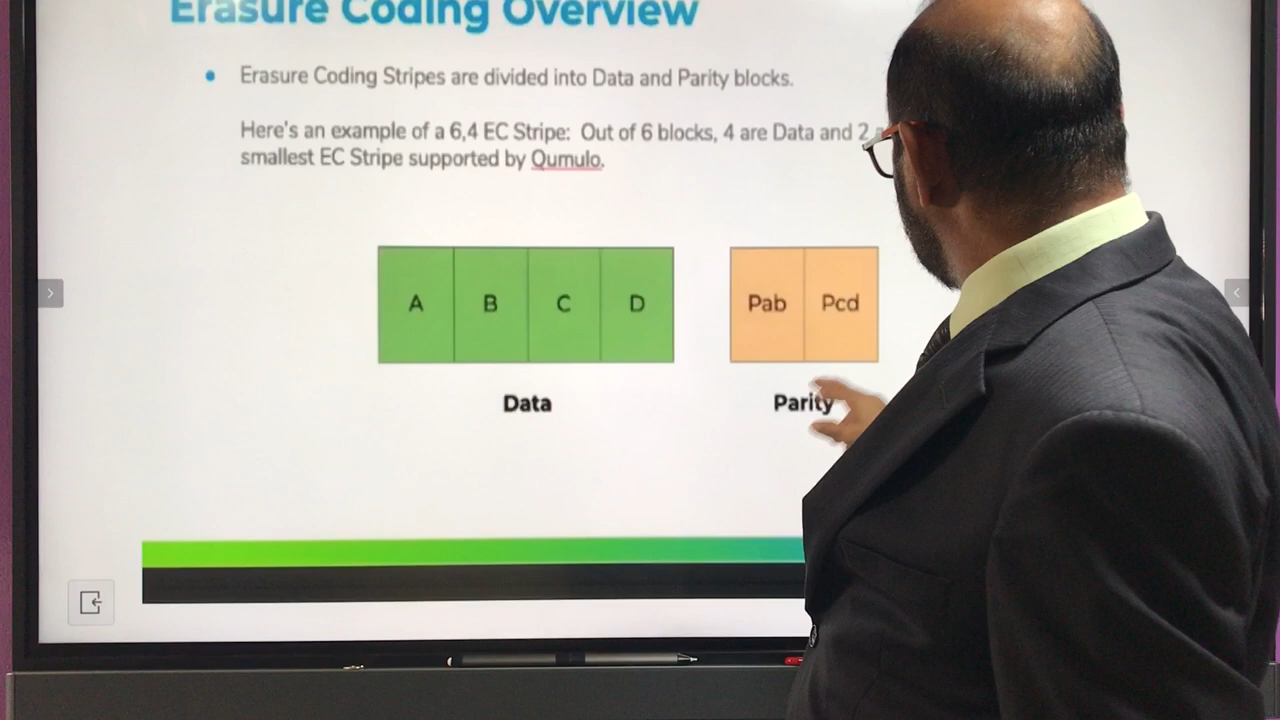 Erasure Coding Overview
Erasure Coding Stripes are divided into Data and Parity blocks.
Here's an example of a 6,4 EC Stripe: Out of 6 blocks, 4 are Data and 2
smallest EC Stripe supported by Qumulo.
A B C D Pab Pcd
Data Parity